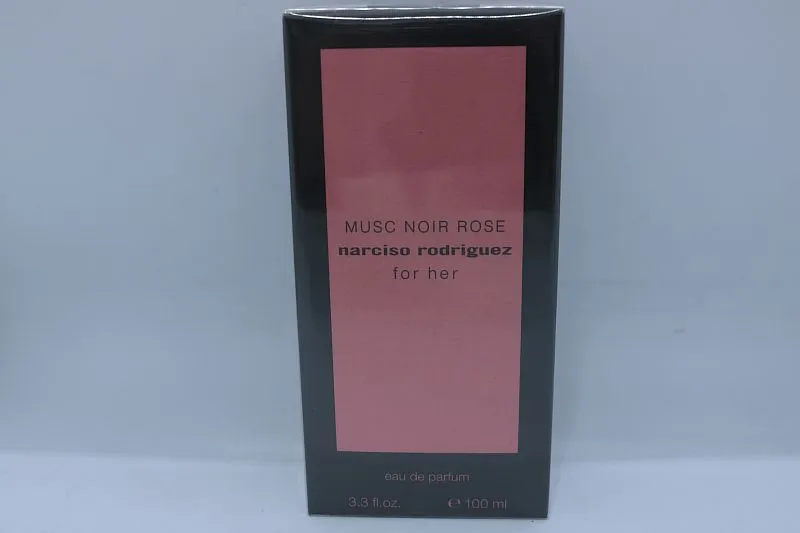 MUSC NOIR ROSE
narciso rodriguez
for her
eau de parfum
3.3 fl.oz. ℮ 100 ml